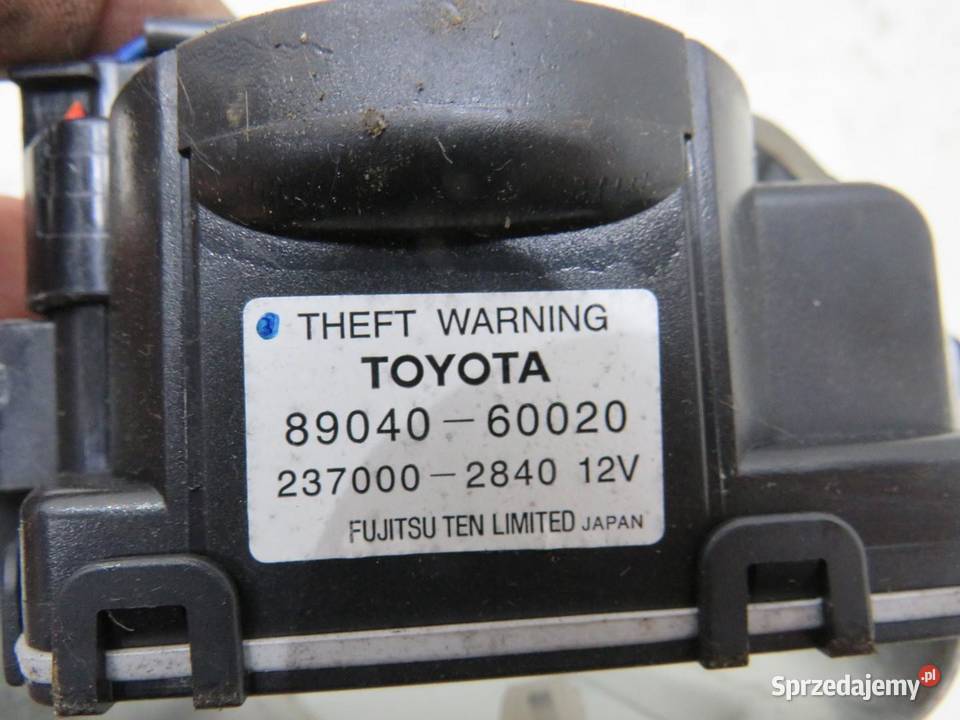 THEFT WARNING
TOYOTA
89040-60020
237000-2840 12V
FUJITSU TEN LIMITED JAPAN
Sprzedajemy.pl